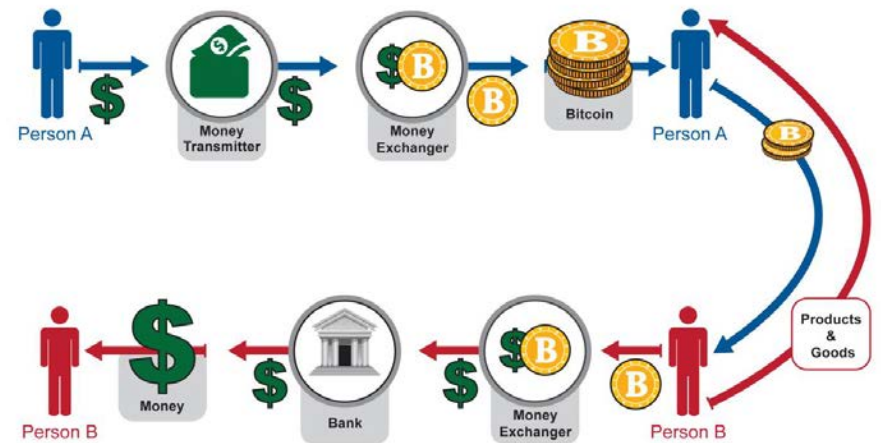 Person A
Money
Transmitter
Money
Exchanger
Bitcoin
Person A
Products
&
Goods
Person B
Money
Bank
Money
Exchanger
Person B